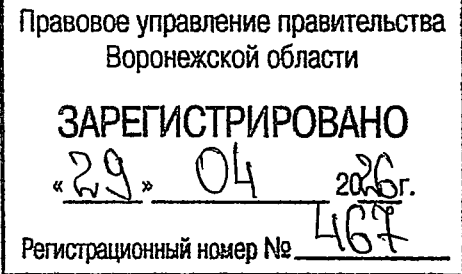 Правовое управление правительства
Воронежской области
ЗАРЕГИСТРИРОВАНО
«29» 04 2026г.
Регистрационный номер № 467